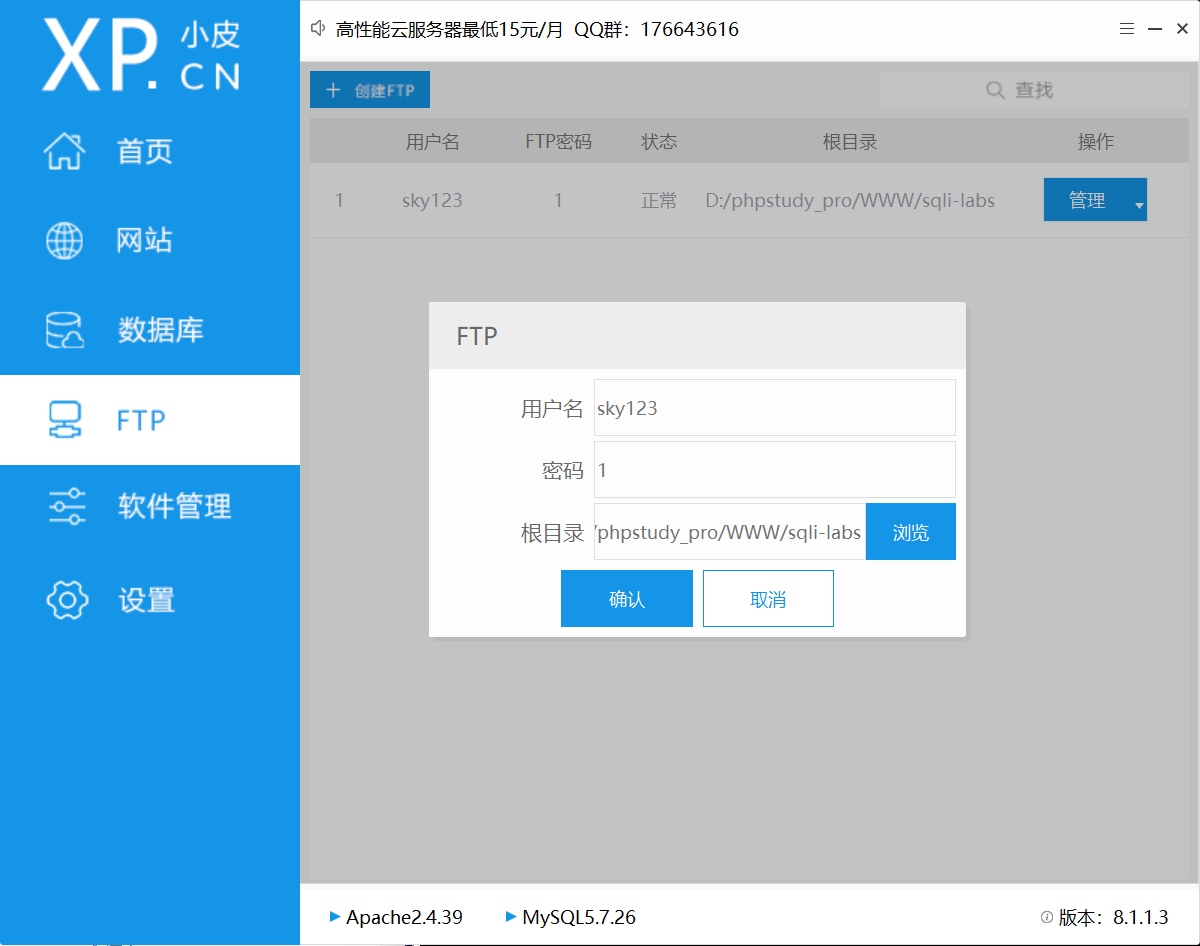 XP. 小皮 CN
高性能云服务器最低15元/月 QQ群：176643616
首页
网站
数据库
FTP
软件管理
设置
创建FTP 查找
用户名 FTP密码 状态 根目录 操作
1 sky123 1 正常 D:/phpstudy_pro/WWW/sqli-labs 管理
FTP
用户名 sky123
密码 1
根目录 /phpstudy_pro/WWW/sqli-labs 浏览
确认 取消
Apache2.4.39 MySQL5.7.26 版本：8.1.1.3